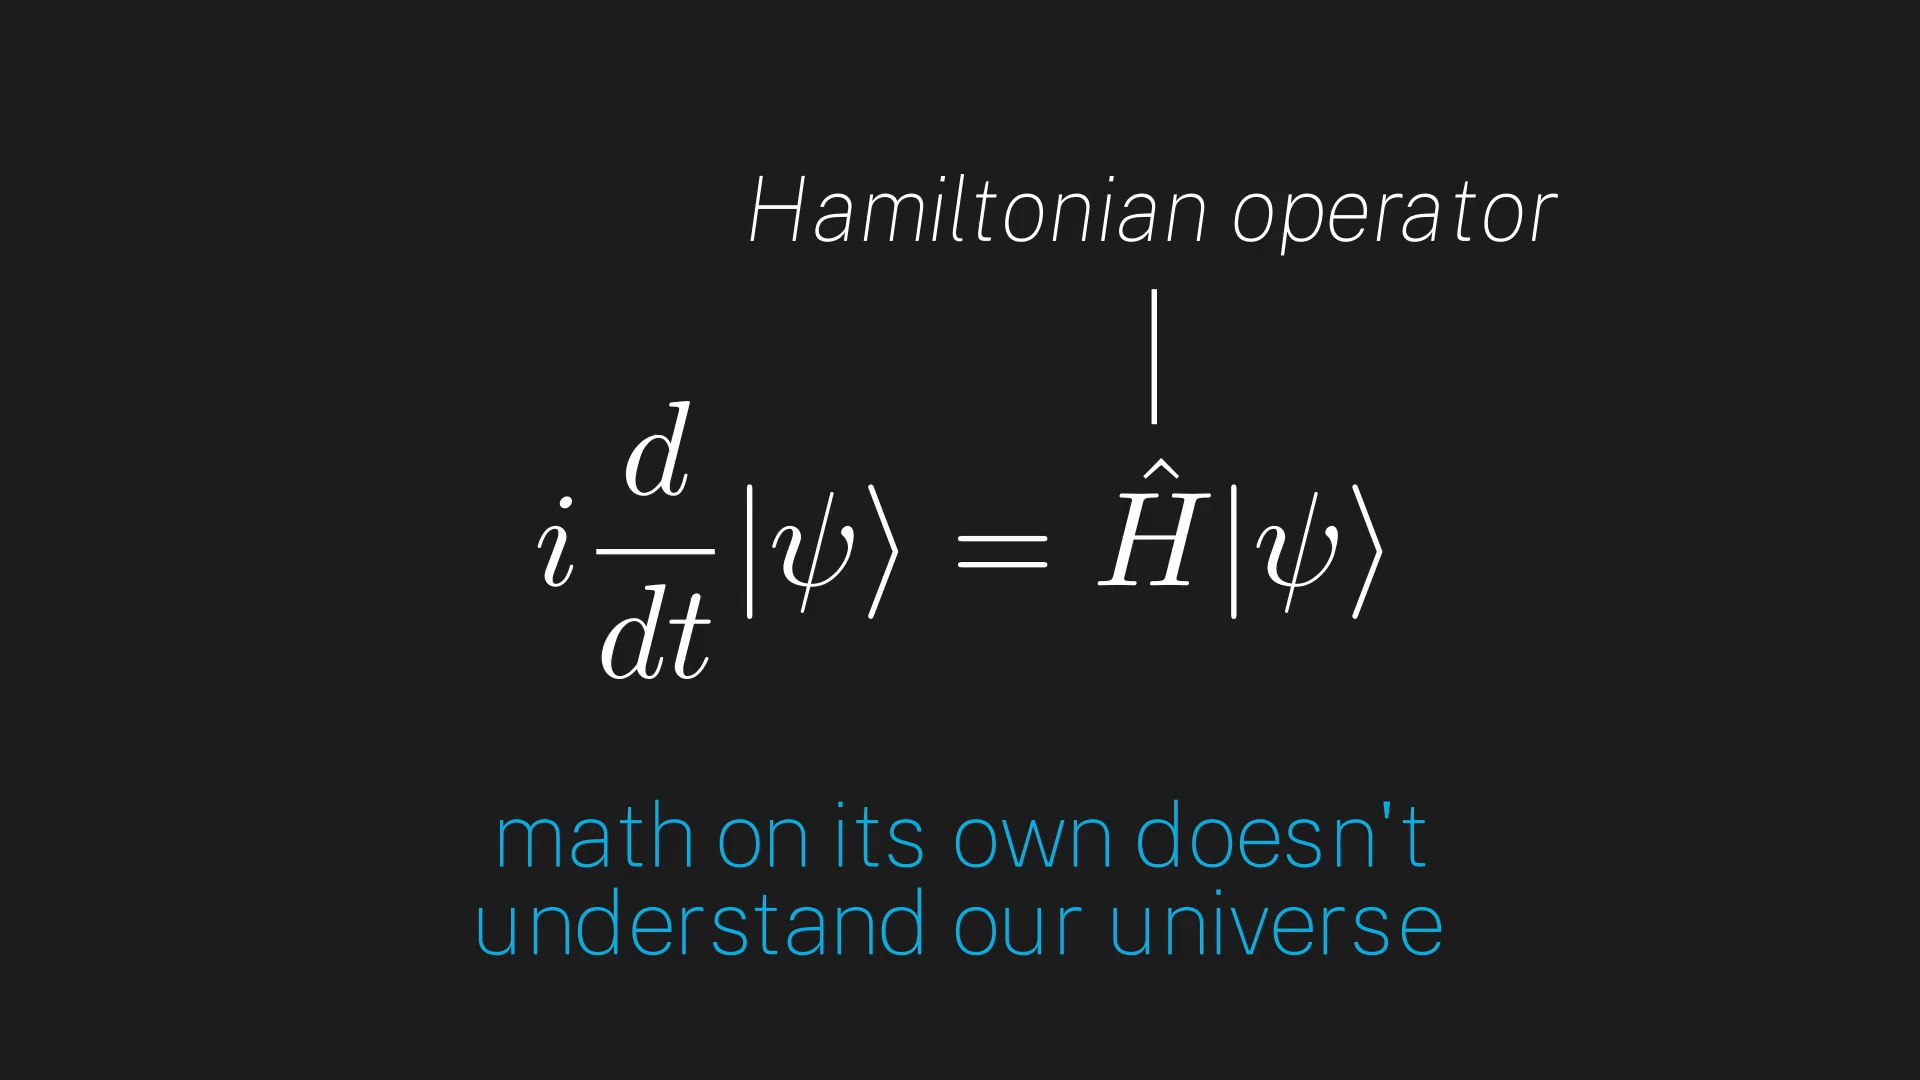 Hamiltonian operator
i d/dt |ψ⟩ = Ĥ|ψ⟩
math on its own doesn't
understand our universe